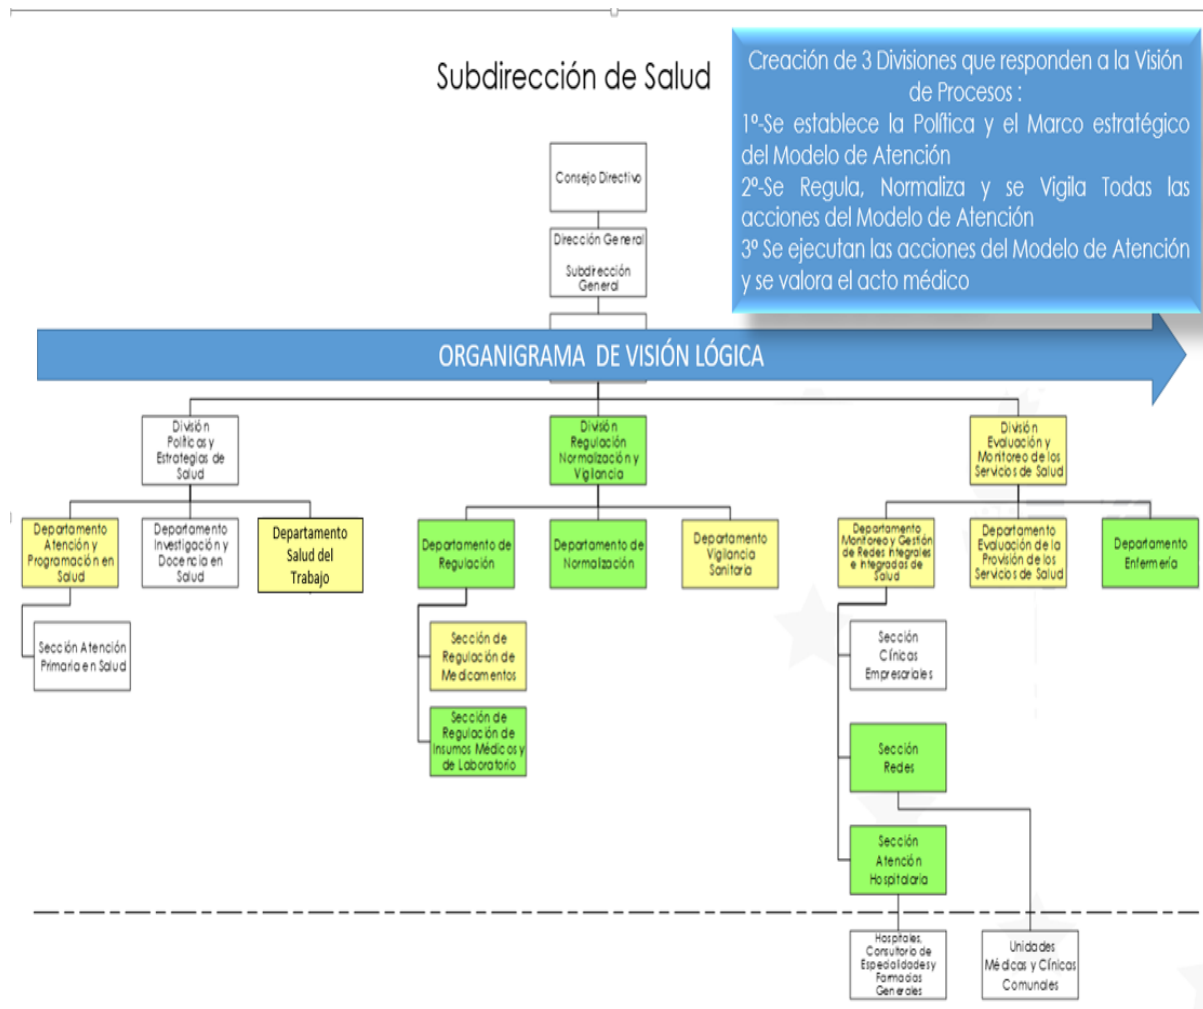 Subdirección de Salud
Creación de 3 Divisiones que responden a la Visión
de Procesos :
1º-Se establece la Política y el Marco estratégico
del Modelo de Atención
2º-Se Regula, Normaliza y se Vigila Todas las
acciones del Modelo de Atención
3º Se ejecutan las acciones del Modelo de Atención
y se valora el acto médico
Consejo Directivo
Dirección General
Subdirección
General
ORGANIGRAMA DE VISIÓN LÓGICA
División
Políticas y
Estrategias de
Salud
División
Regulación
Normalización y
Vigilancia
División
Evaluación y
Monitoreo de los
Servicios de Salud
Departamento
Atención y
Programación en
Salud
Departamento
Investigación y
Docencia en
Salud
Departamento
Salud del
Trabajo
Departamento de
Regulación
Departamento de
Normalización
Departamento
Vigilancia
Sanitaria
Departamento
Monitoreo y Gestión
de Redes Integrales
e Integradas de
Salud
Departamento
Evaluación de la
Provisión de los
Servicios de Salud
Departamento
Enfermería
Sección Atención
Primaria en Salud
Sección de
Regulación de
Medicamentos
Sección de
Regulación de
Insumos Médicos y
de Laboratorio
Sección
Clínicas
Empresariales
Sección
Redes
Sección
Atención
Hospitalaria
Hospitales,
Consultorio de
Especialidades y
Farmacias
Generales
Unidades
Médicas y Clínicas
Comunales